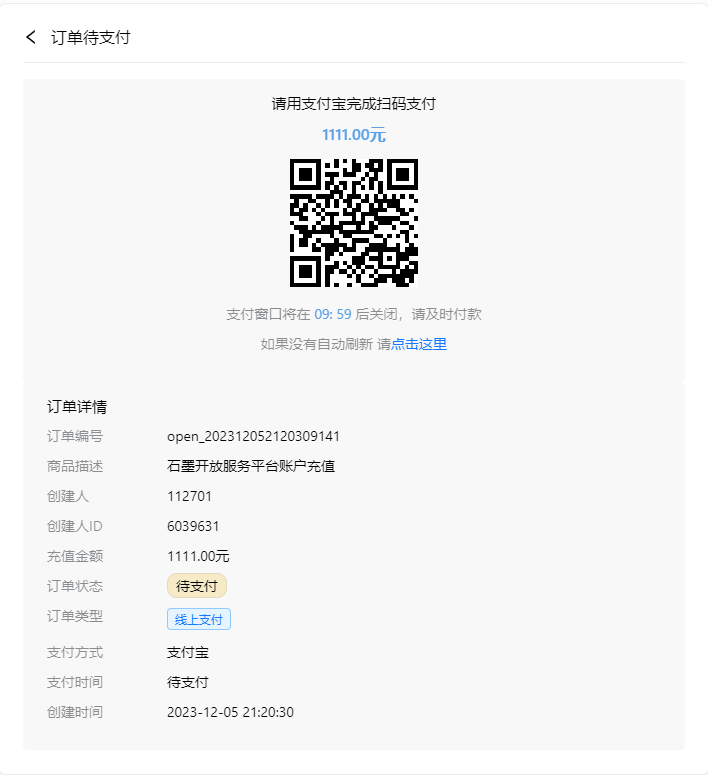 订单待支付
请用支付宝完成扫码支付
1111.00元
支付窗口将在 09: 59 后关闭，请及时付款
如果没有自动刷新 请点击这里
订单详情
订单编号 open_202312052120309141
商品描述 石墨开放服务平台账户充值
创建人 112701
创建人ID 6039631
充值金额 1111.00元
订单状态 待支付
订单类型 线上支付
支付方式 支付宝
支付时间 待支付
创建时间 2023-12-05 21:20:30